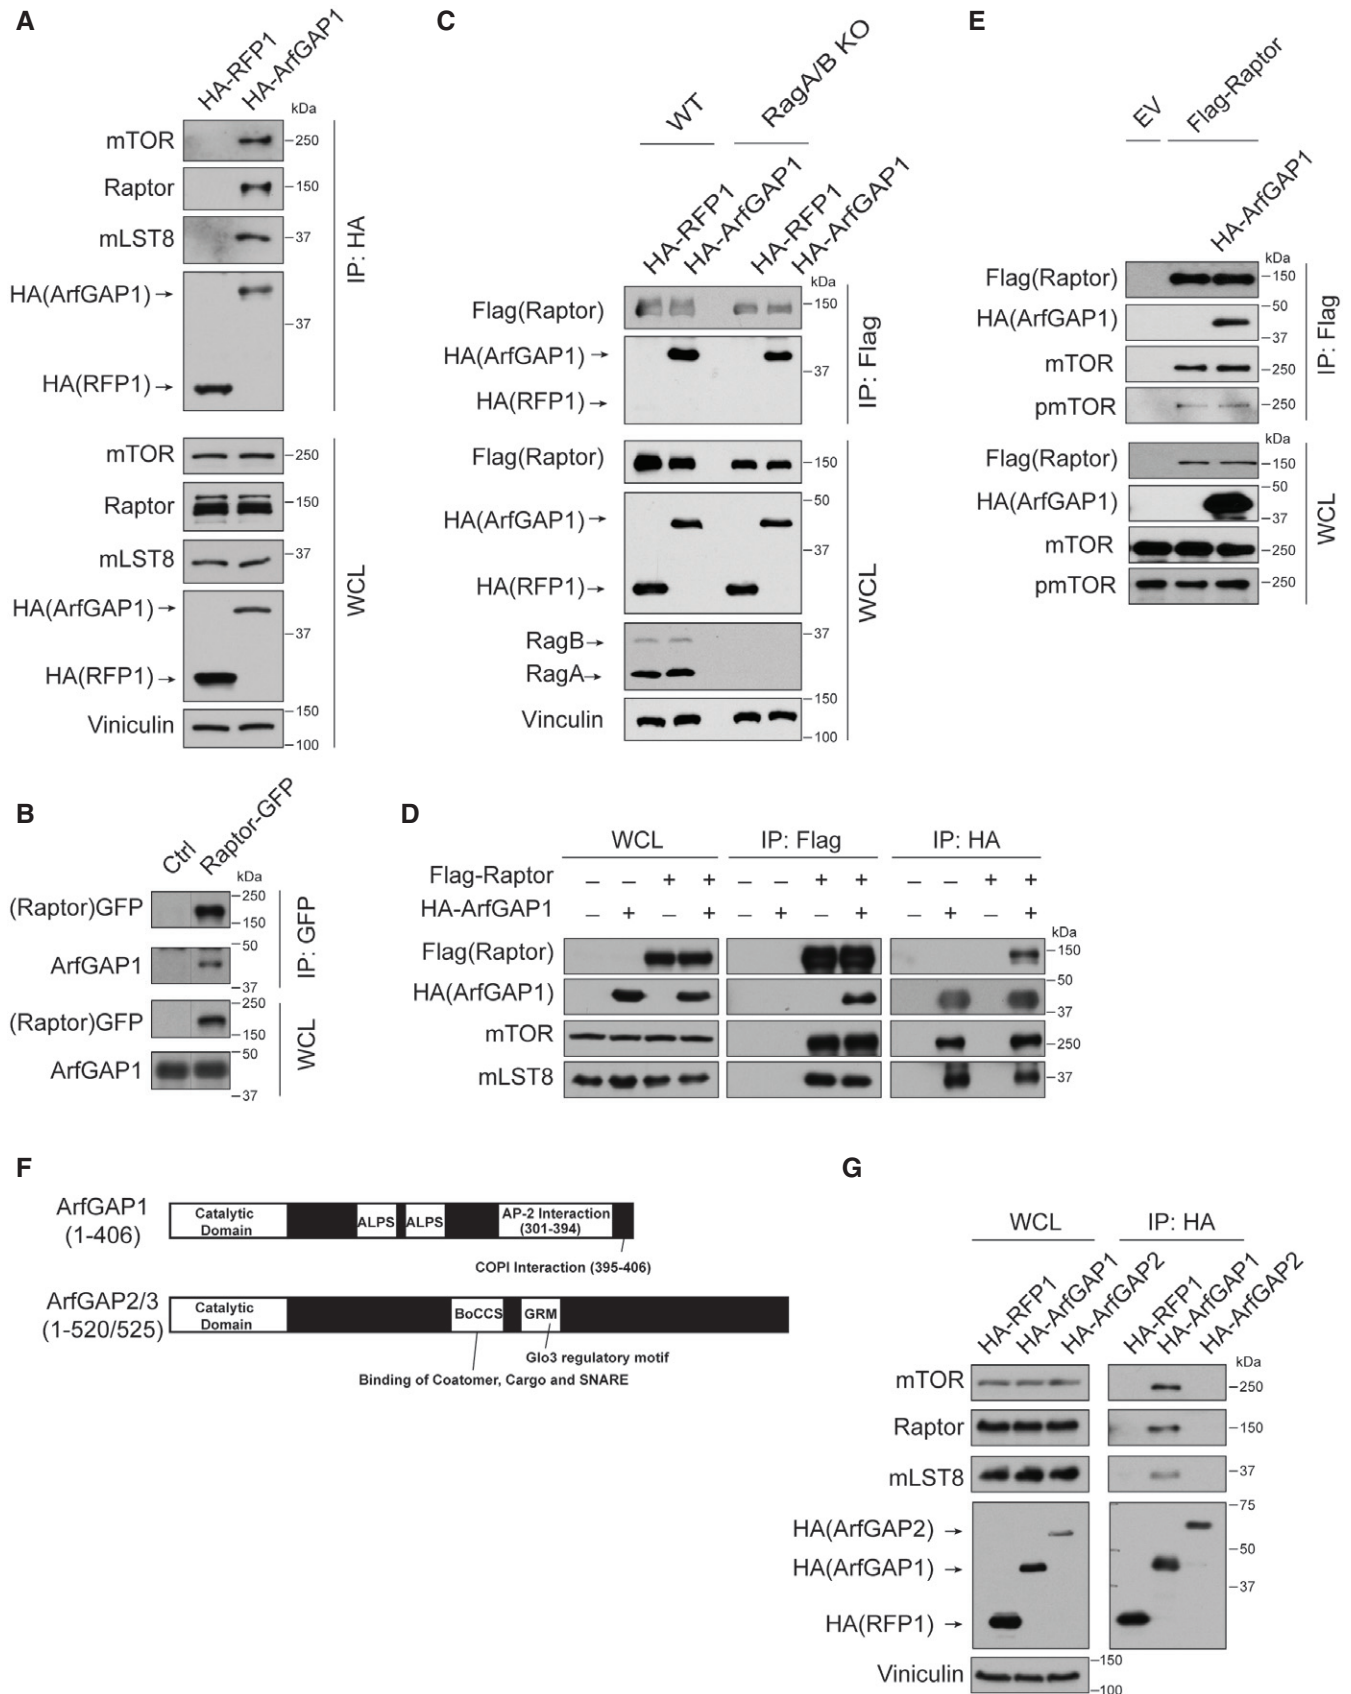 A
HA-RFP1
HA-ArfGAP1
kDa
mTOR
250
Raptor
150
mLST8
37
HA(ArfGAP1) →
37
HA(RFP1) →
IP: HA
mTOR
250
Raptor
150
mLST8
37
HA(ArfGAP1) →
37
HA(RFP1) →
Viniculin
150
100
WCL
C
WT
RagA/B KO
HA-RFP1
HA-ArfGAP1
HA-RFP1
HA-ArfGAP1
kDa
Flag(Raptor)
150
HA(ArfGAP1) →
37
HA(RFP1) →
IP: Flag
Flag(Raptor)
150
50
HA(ArfGAP1) →
37
HA(RFP1) →
37
RagB→
RagA→
150
Vinculin
100
WCL
E
EV
Flag-Raptor
HA-ArfGAP1
kDa
Flag(Raptor)
150
50
HA(ArfGAP1)
37
mTOR
250
pmTOR
250
IP: Flag
kDa
Flag(Raptor)
150
50
HA(ArfGAP1)
37
mTOR
250
pmTOR
250
WCL
B
Ctrl
Raptor-GFP
kDa
250
(Raptor)GFP
150
50
ArfGAP1
37
IP: GFP
250
(Raptor)GFP
150
50
ArfGAP1
37
WCL
D
WCL IP: Flag IP: HA
Flag-Raptor – – + + – – + + – – + +
HA-ArfGAP1 – + – + – + – + – + – +
kDa
Flag(Raptor)
150
50
HA(ArfGAP1)
37
mTOR
250
mLST8
37
F
ArfGAP1
(1-406)
Catalytic
Domain
ALPS
ALPS
AP-2 Interaction
(301-394)
COPI Interaction (395-406)
ArfGAP2/3
(1-520/525)
Catalytic
Domain
BoCCS
GRM
Glo3 regulatory motif
Binding of Coatomer, Cargo and SNARE
G
WCL
IP: HA
HA-RFP1
HA-ArfGAP1
HA-ArfGAP2
HA-RFP1
HA-ArfGAP1
HA-ArfGAP2
kDa
mTOR
250
Raptor
150
mLST8
37
75
HA(ArfGAP2) →
50
HA(ArfGAP1) →
37
HA(RFP1) →
Viniculin
150
100